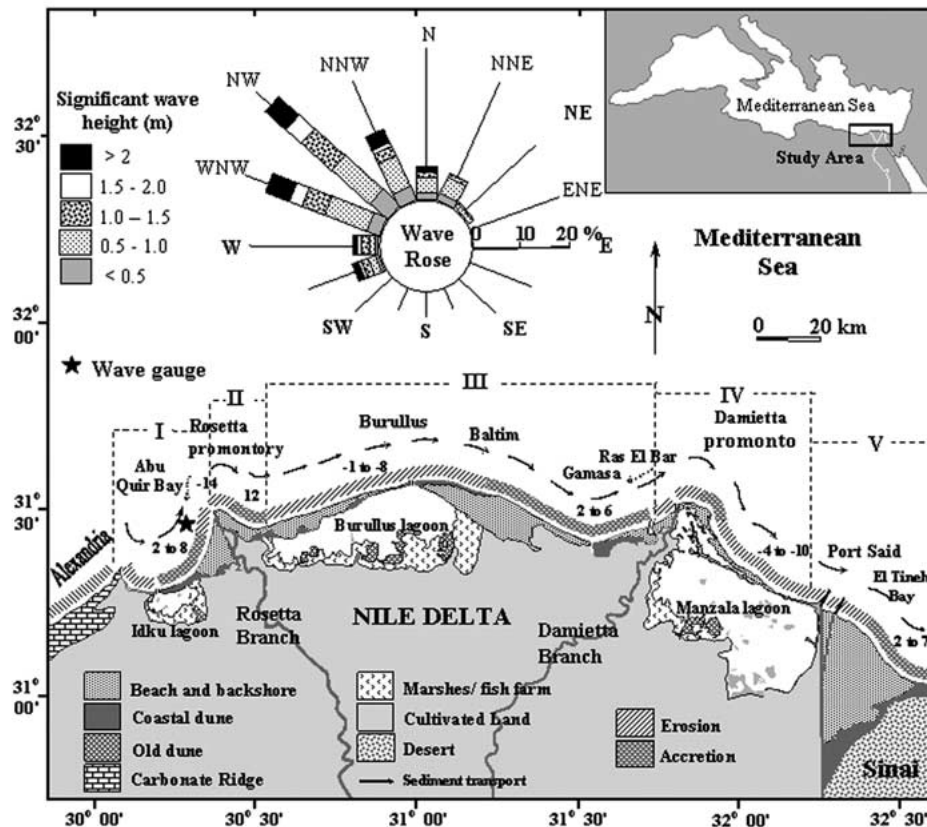 N
NNW
NNE
NW
NE
WNW
ENE
W
E
SW
S
SE
Wave
Rose
0 10 20 %
Significant wave
height (m)
> 2
1.5 - 2.0
1.0 – 1.5
0.5 - 1.0
< 0.5
Mediterranean Sea
Study Area
Mediterranean
Sea
N
0 20 km
32°
30'
32°
00'
31°
30'
31°
00'
Wave gauge
I
II
III
IV
V
Rosetta
promontory
Burullus
Baltim
Gamasa
Ras El Bar
Damietta
promonto
Abu
Quir Bay
-14
12
-1 to -8
2 to 6
2 to 8
-4 to -10
Port Said
El Tineh
Bay
2 to 7
Alexandria
Idku lagoon
Burullus lagoon
Manzala lagoon
Rosetta
Branch
NILE DELTA
Damietta
Branch
Sinai
Beach and backshore
Coastal dune
Old dune
Carbonate Ridge
Marshes/ fish farm
Cultivated Land
Desert
Sediment transport
Erosion
Accretion
30° 00' 30° 30' 31° 00' 31° 30' 32° 00' 32° 30'